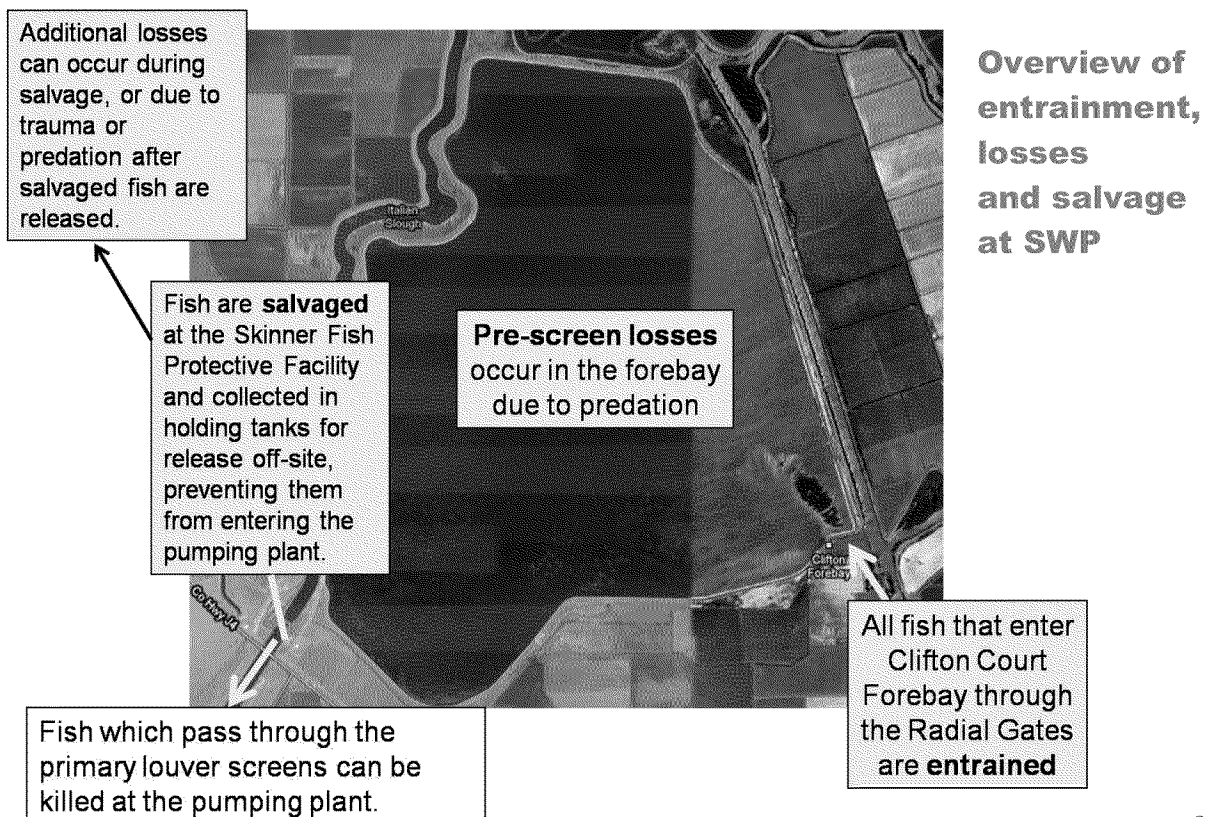 Overview of
entrainment,
losses
and salvage
at SWP
Additional losses
can occur during
salvage, or due to
trauma or
predation after
salvaged fish are
released.
Italian
Slough
Fish are salvaged
at the Skinner Fish
Protective Facility
and collected in
holding tanks for
release off-site,
preventing them
from entering the
pumping plant.
Pre-screen losses
occur in the forebay
due to predation
Clifton
Forebay
Co Hwy J4
All fish that enter
Clifton Court
Forebay through
the Radial Gates
are entrained
Fish which pass through the
primary louver screens can be
killed at the pumping plant.